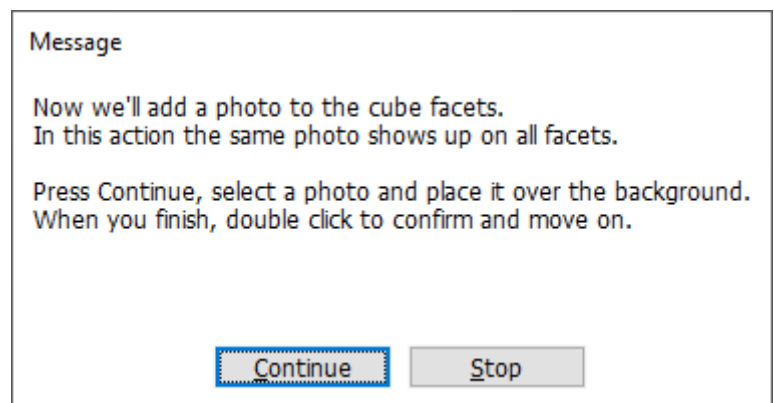 Message
Now we'll add a photo to the cube facets.
In this action the same photo shows up on all facets.
Press Continue, select a photo and place it over the background.
When you finish, double click to confirm and move on.
Continue
Stop